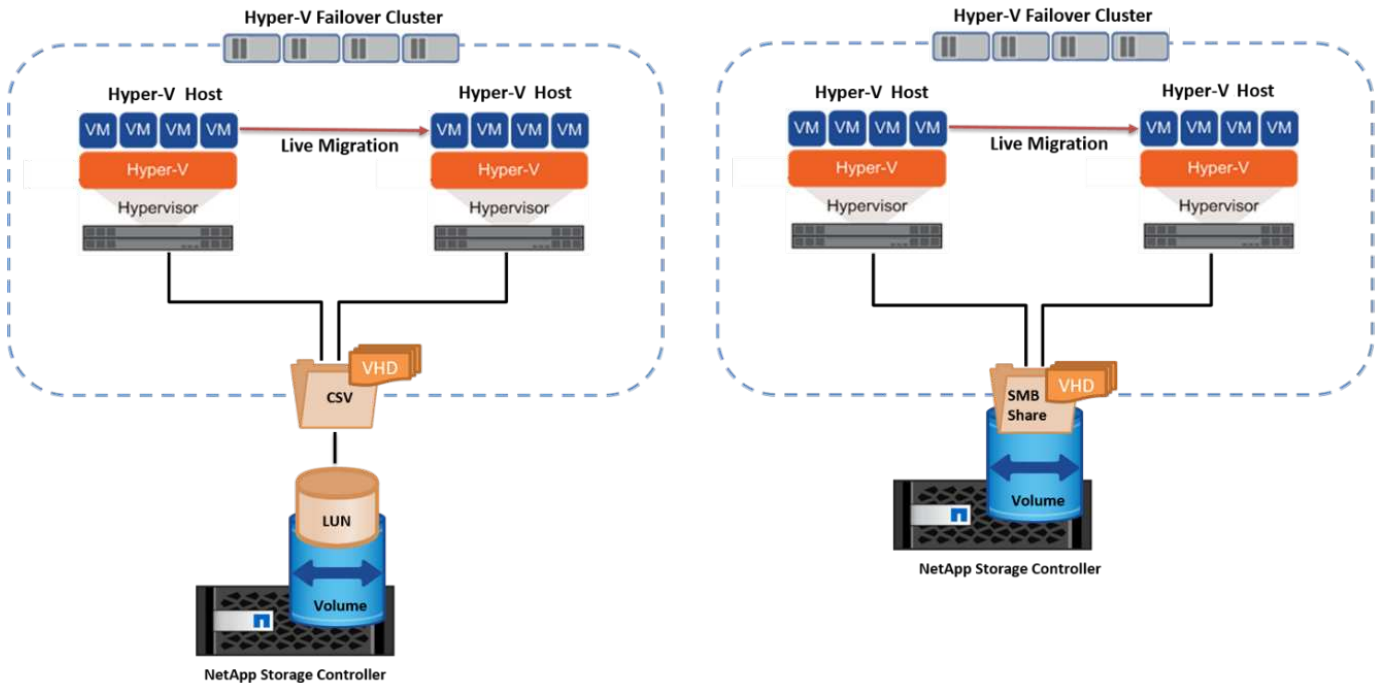 Hyper-V Failover Cluster
Hyper-V Host
Hyper-V Host
VM VM VM VM
VM VM VM VM
Live Migration
Hyper-V
Hyper-V
Hypervisor
Hypervisor
VHD
CSV
LUN
Volume
NetApp Storage Controller
Hyper-V Failover Cluster
Hyper-V Host
Hyper-V Host
VM VM VM VM
VM VM VM VM
Live Migration
Hyper-V
Hyper-V
Hypervisor
Hypervisor
VHD
SMB
Share
Volume
NetApp Storage Controller